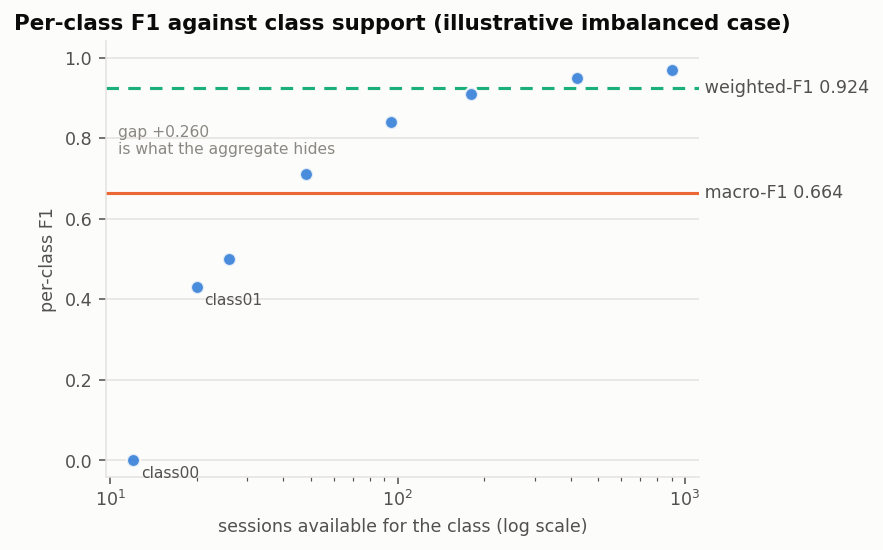 Per-class F1 against class support (illustrative imbalanced case)
1.0
weighted-F1 0.924
gap +0.260
is what the aggregate hides
0.8
macro-F1 0.664
0.6
per-class F1
0.4
class01
0.2
0.0
class00
10¹
10²
10³
sessions available for the class (log scale)